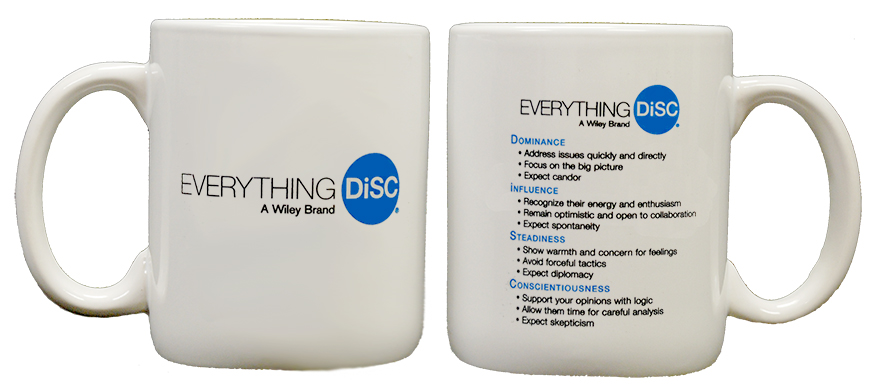 EVERYTHING DiSC®
A Wiley Brand
EVERYTHING DiSC®
A Wiley Brand
DOMINANCE
• Address issues quickly and directly
• Focus on the big picture
• Expect candor
INFLUENCE
• Recognize their energy and enthusiasm
• Remain optimistic and open to collaboration
• Expect spontaneity
STEADINESS
• Show warmth and concern for feelings
• Avoid forceful tactics
• Expect diplomacy
CONSCIENTIOUSNESS
• Support your opinions with logic
• Allow them time for careful analysis
• Expect skepticism